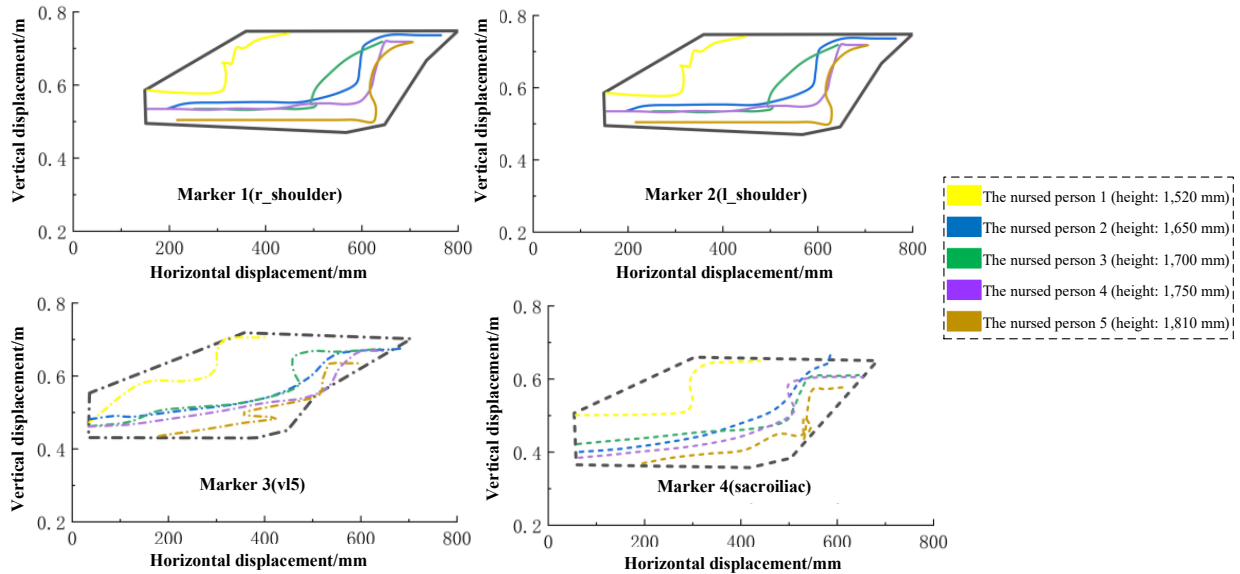 Vertical displacement/m
0.8
0.6
0.4
0.2
Marker 1(r_shoulder)
0
200
400
600
800
Horizontal displacement/mm
Vertical displacement/m
0.8
0.6
0.4
0.2
Marker 2(l_shoulder)
0
200
400
600
800
Horizontal displacement/mm
The nursed person 1 (height: 1,520 mm)
The nursed person 2 (height: 1,650 mm)
The nursed person 3 (height: 1,700 mm)
The nursed person 4 (height: 1,750 mm)
The nursed person 5 (height: 1,810 mm)
Vertical displacement/m
0.8
0.6
0.4
0.2
Marker 3(vl5)
0
200
400
600
800
Horizontal displacement/mm
Vertical displacement/m
0.8
0.6
0.4
0.2
Marker 4(sacroiliac)
0
200
400
600
800
Horizontal displacement/mm